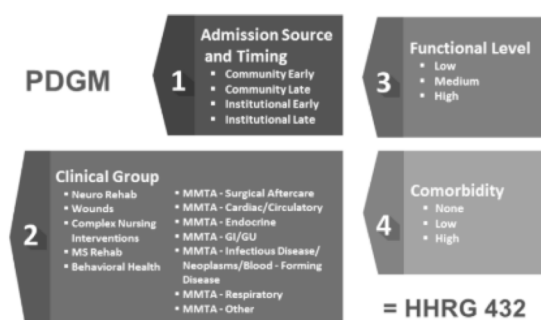 PDGM
1
Admission Source
and Timing
▪ Community Early
▪ Community Late
▪ Institutional Early
▪ Institutional Late
3
Functional Level
▪ Low
▪ Medium
▪ High
2
Clinical Group
▪ Neuro Rehab
▪ Wounds
▪ Complex Nursing
Interventions
▪ MS Rehab
▪ Behavioral Health
▪ MMTA - Surgical Aftercare
▪ MMTA - Cardiac/Circulatory
▪ MMTA - Endocrine
▪ MMTA - GI/GU
▪ MMTA - Infectious Disease/
Neoplasms/Blood - Forming
Disease
▪ MMTA - Respiratory
▪ MMTA - Other
4
Comorbidity
▪ None
▪ Low
▪ High
= HHRG 432